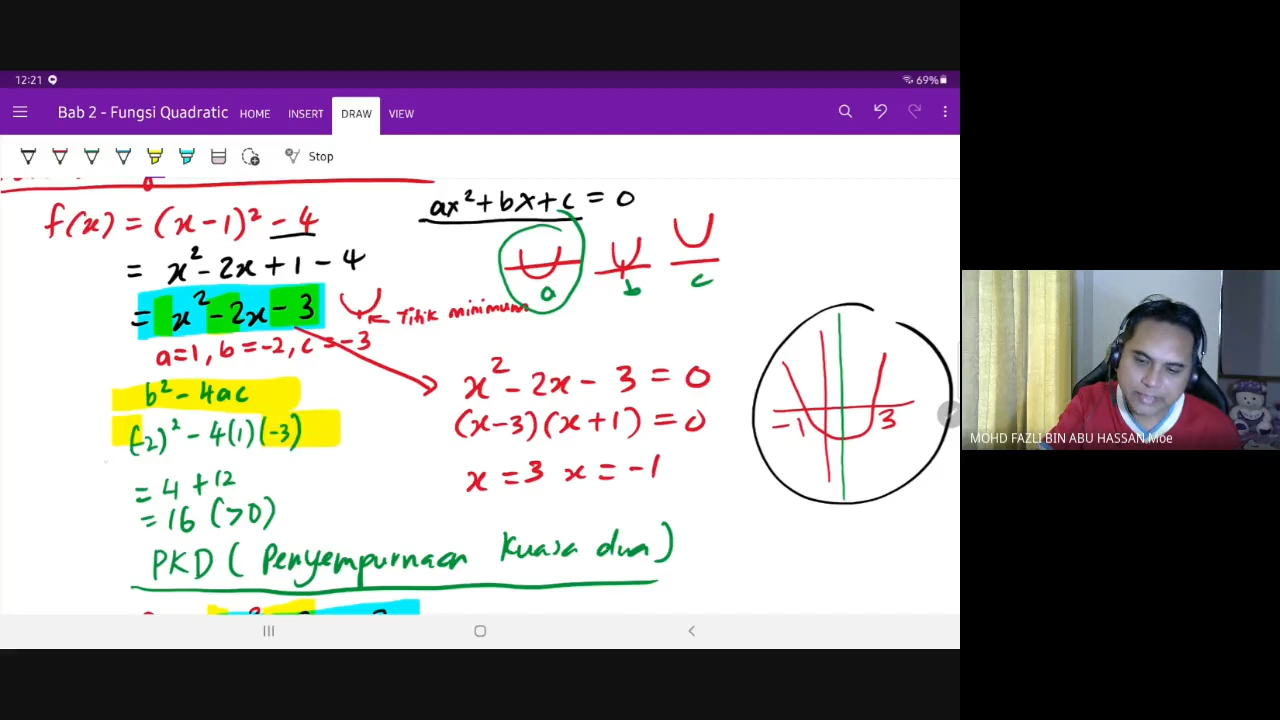 12:21 69%
Bab 2 - Fungsi Quadratic HOME INSERT DRAW VIEW
Stop
f(x) = (x-1)² - 4
= x² - 2x + 1 - 4
= x² - 2x - 3
Titik minimum
a=1, b=-2, c=-3
b² - 4ac
(-2)² - 4(1)(-3)
= 4 + 12
= 16 (>0)
ax² + bx + c = 0
a b c
x² - 2x - 3 = 0
(x-3)(x+1) = 0
x = 3 x = -1
-1 3
PKD (Penyempurnaan Kuasa dua)
MOHD FAZLI BIN ABU HASSAN Moe